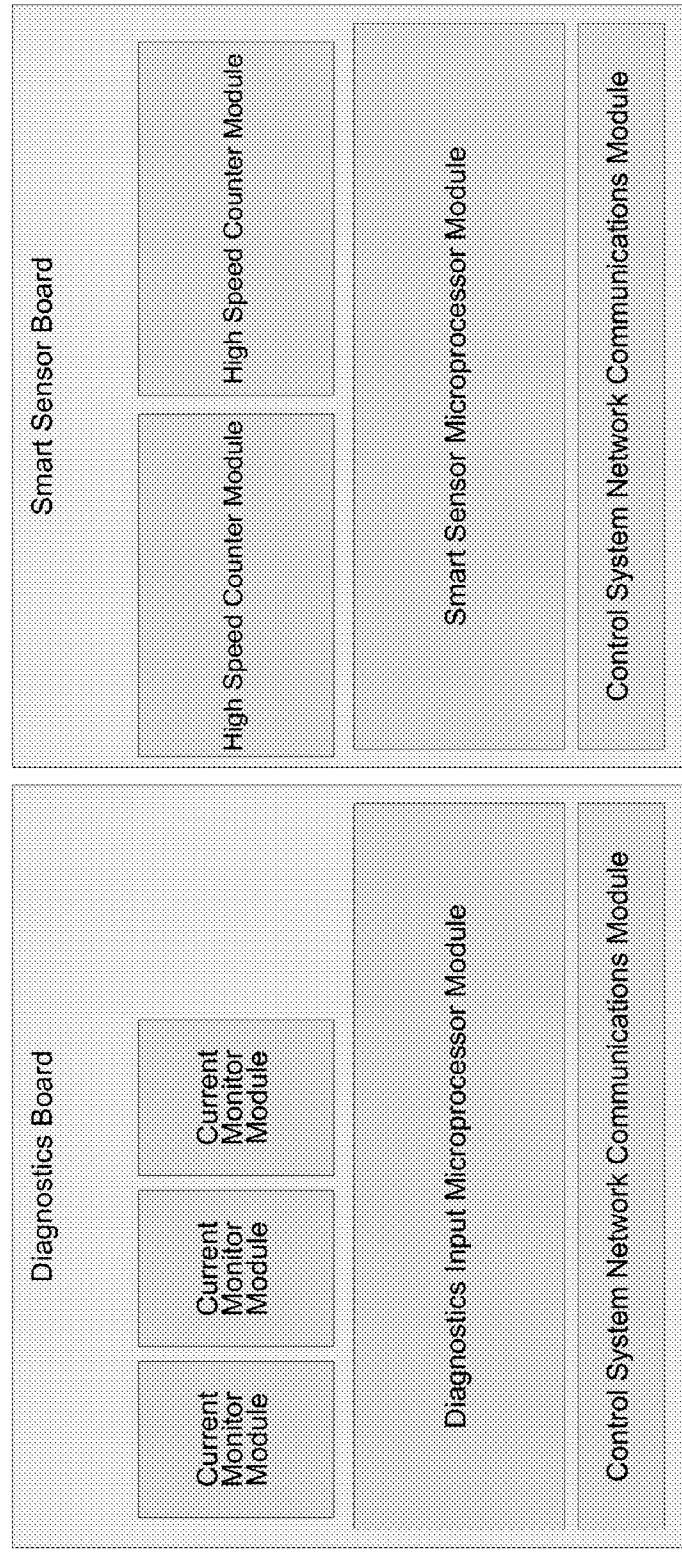 Diagnostics Board
Current
Monitor
Module
Current
Monitor
Module
Current
Monitor
Module
Diagnostics Input Microprocessor Module
Control System Network Communications Module
Smart Sensor Board
High Speed Counter Module
High Speed Counter Module
Smart Sensor Microprocessor Module
Control System Network Communications Module